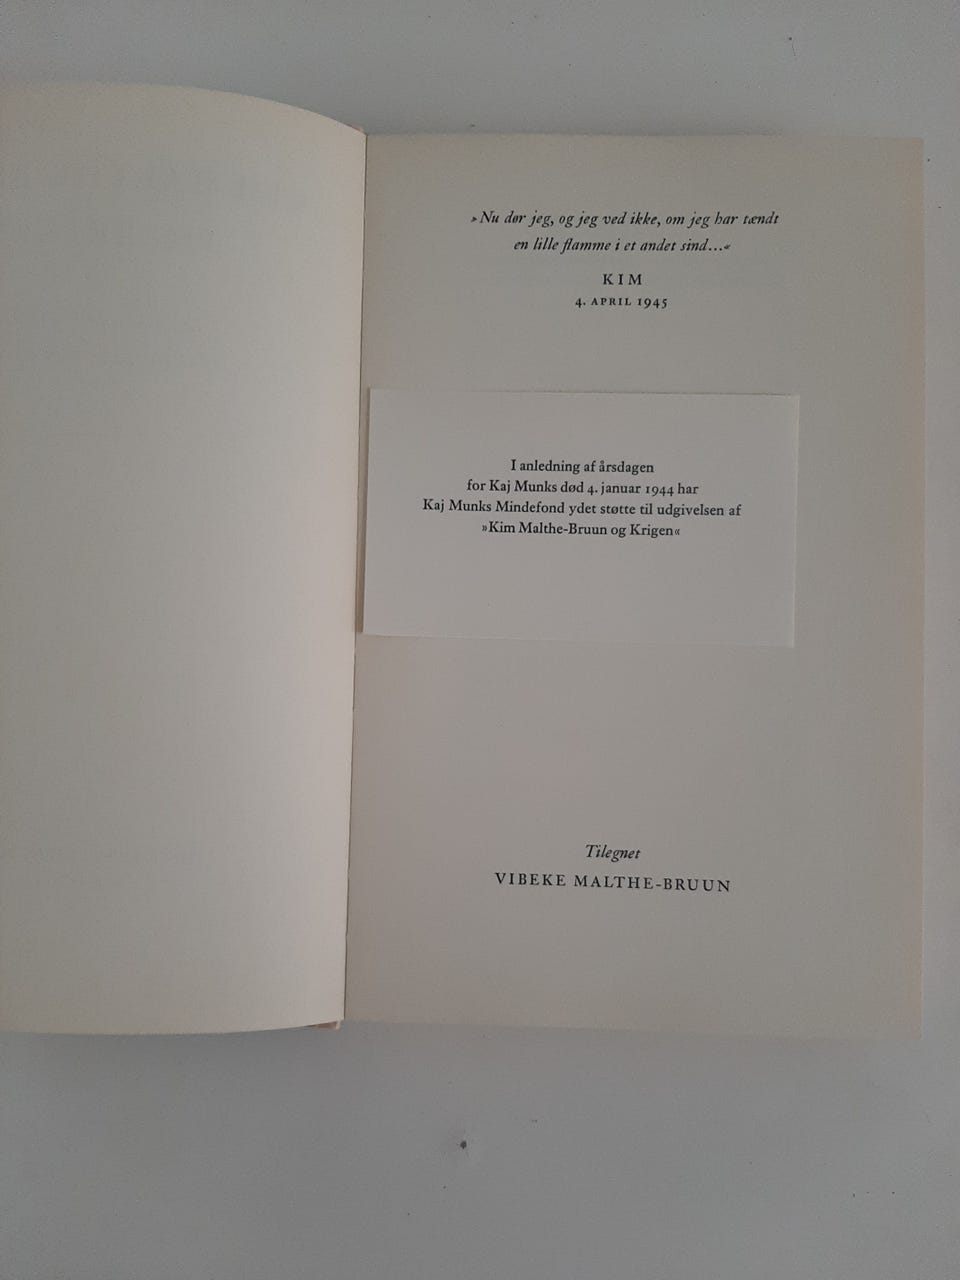 »Nu dør jeg, og jeg ved ikke, om jeg har tændt
en lille flamme i et andet sind...«
KIM
4. APRIL 1945
I anledning af årsdagen
for Kaj Munks død 4. januar 1944 har
Kaj Munks Mindefond ydet støtte til udgivelsen af
»Kim Malthe-Bruun og Krigen«
Tilegnet
VIBEKE MALTHE-BRUUN